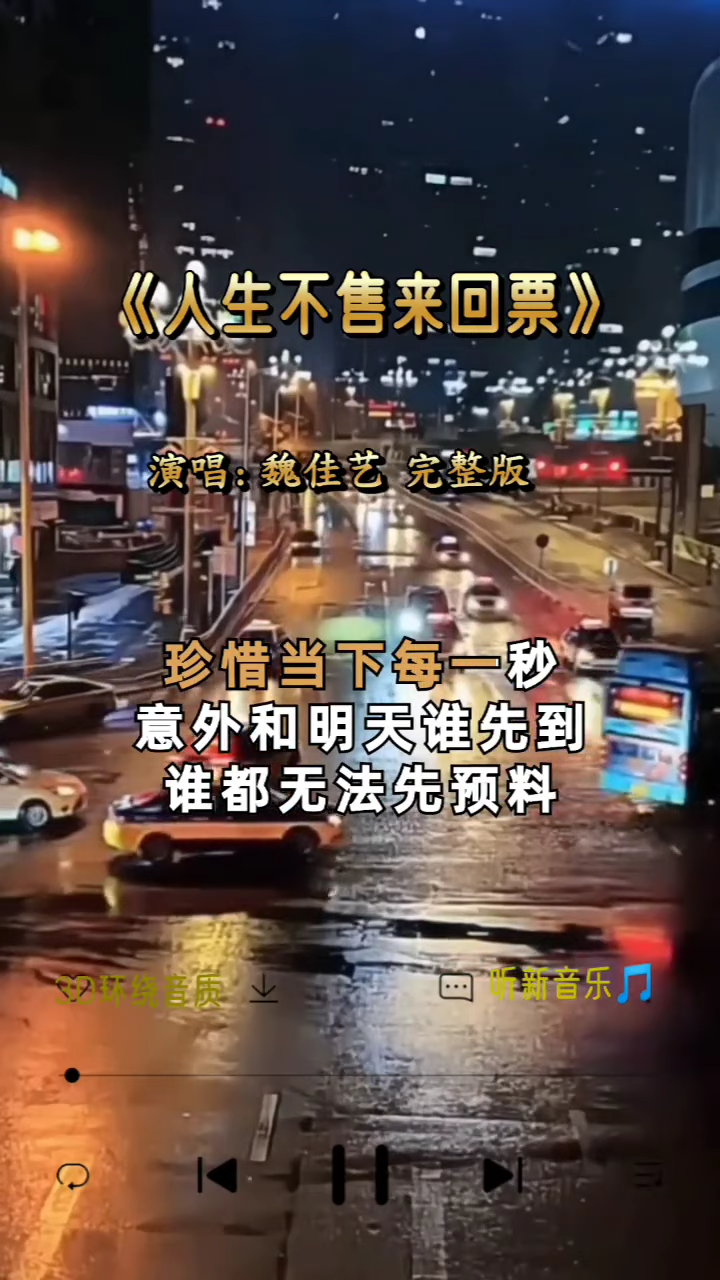 《人生不售来回票》
演唱：魏佳艺 完整版
珍惜当下每一秒
意外和明天谁先到
谁都无法先预料
3D环绕音质
听新音乐🎵